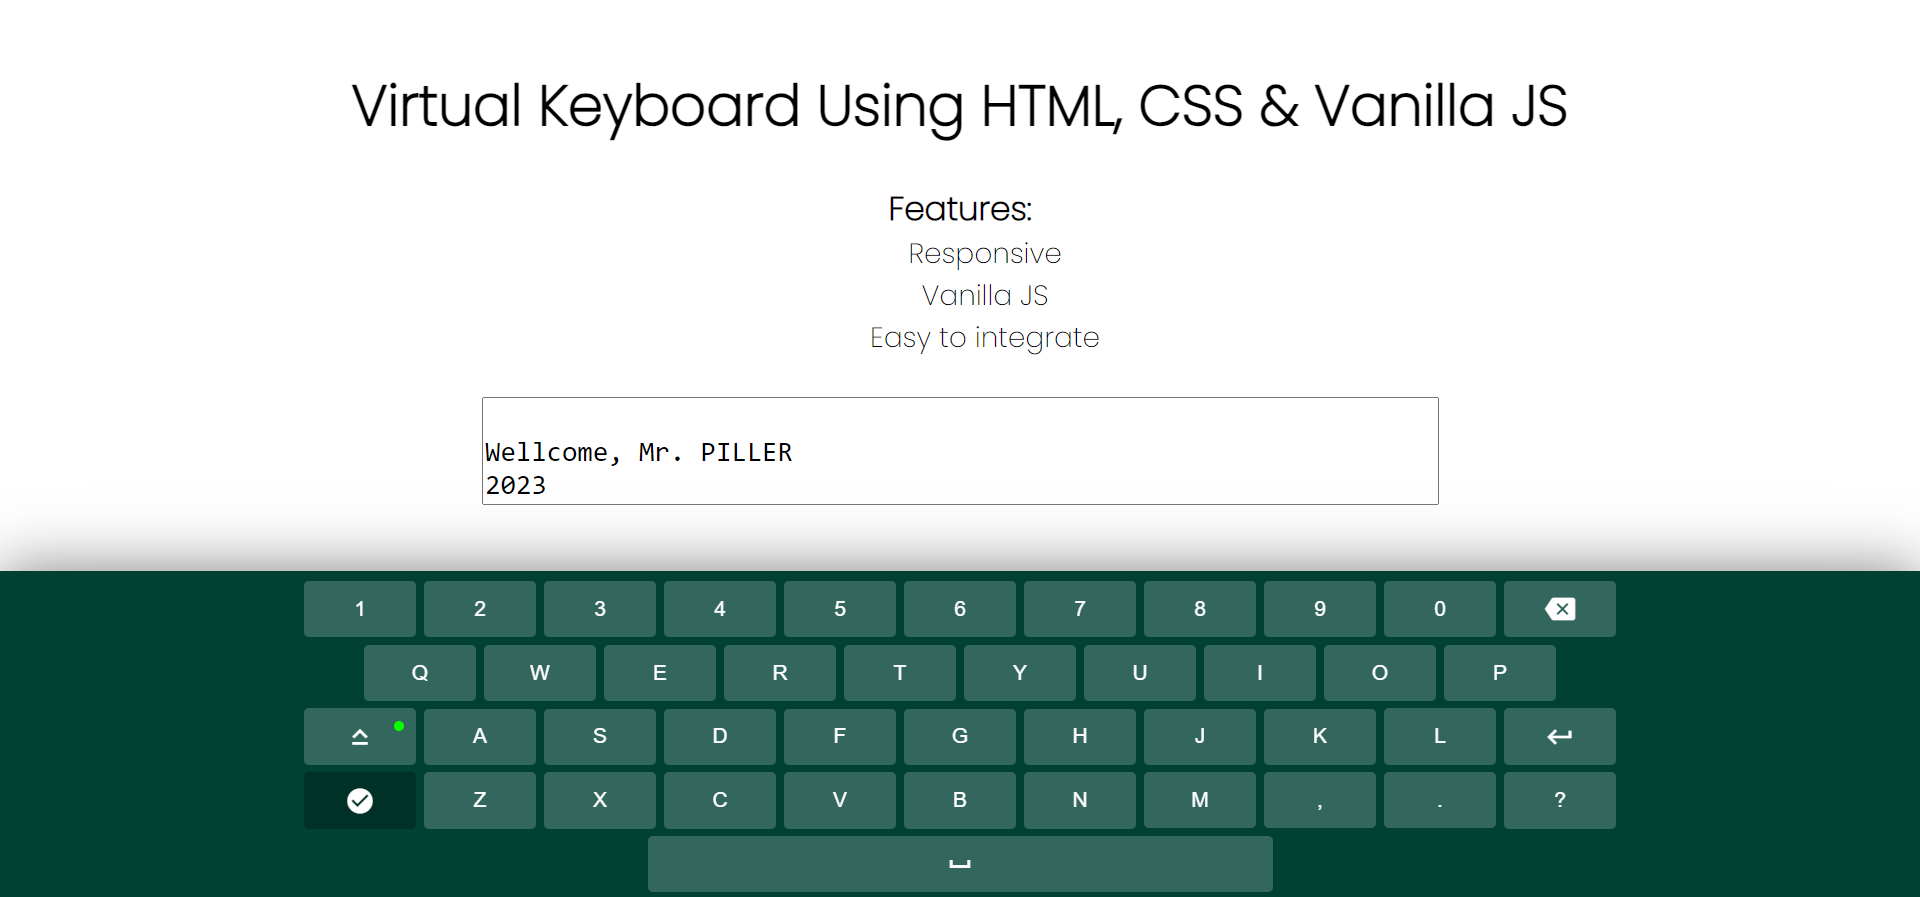 Virtual Keyboard Using HTML, CSS & Vanilla JS
Features:
Responsive
Vanilla JS
Easy to integrate
Wellcome, Mr. PILLER
2023
1 2 3 4 5 6 7 8 9 0
Q W E R T Y U I O P
A S D F G H J K L
Z X C V B N M , . ?